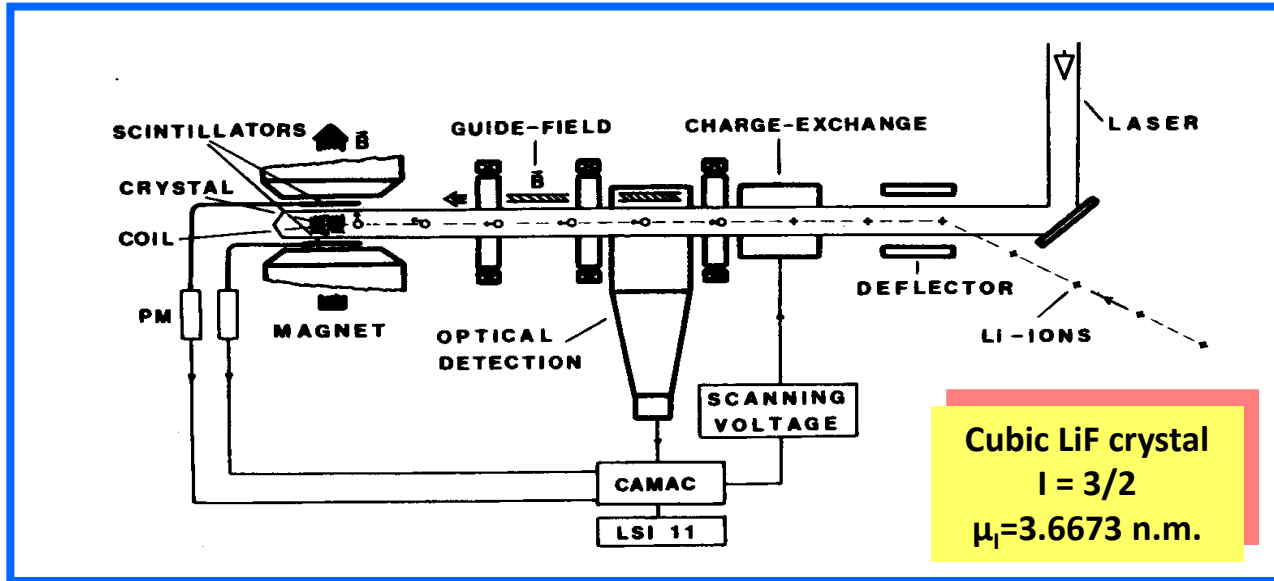 SCINTILLATORS
B
GUIDE-FIELD
B
CHARGE-EXCHANGE
LASER
CRYSTAL
COIL
PM
MAGNET
OPTICAL
DETECTION
DEFLECTOR
Li-IONS
SCANNING
VOLTAGE
CAMAC
LSI 11
Cubic LiF crystal
I = 3/2
μI=3.6673 n.m.